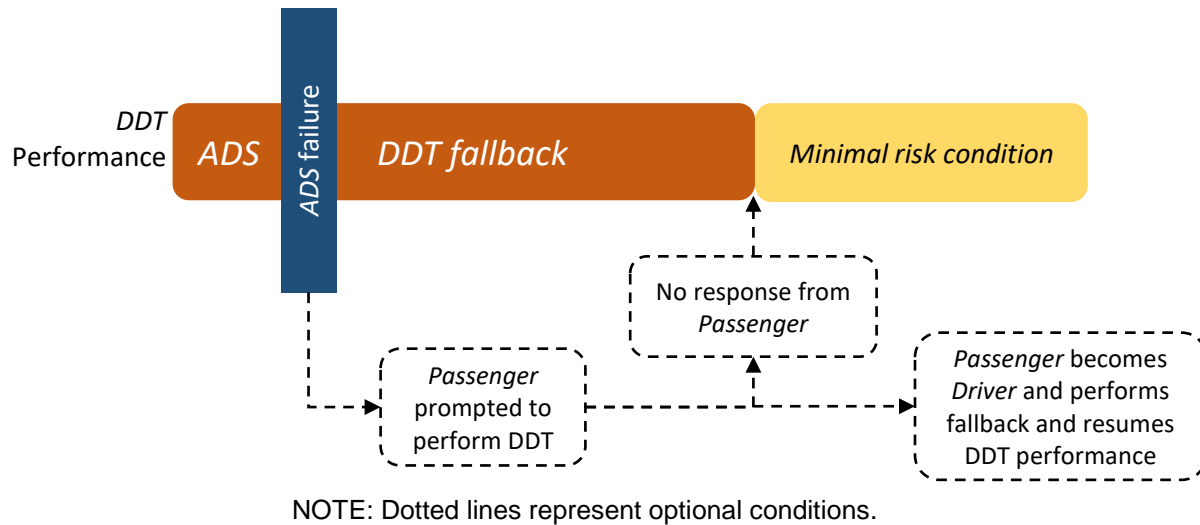 DDT
Performance
ADS
ADS failure
DDT fallback
Minimal risk condition
No response from
Passenger
Passenger
prompted to
perform DDT
Passenger becomes
Driver and performs
fallback and resumes
DDT performance
NOTE: Dotted lines represent optional conditions.